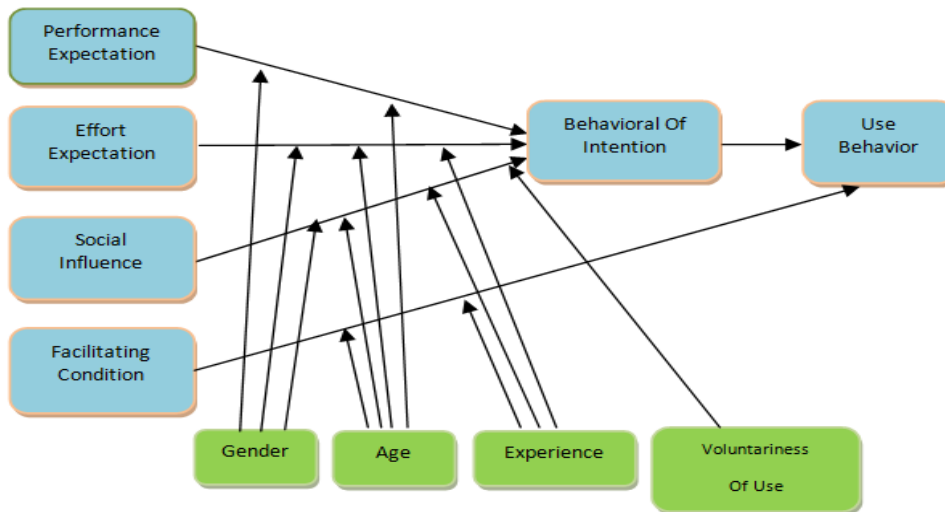 Performance
Expectation
Effort
Expectation
Behavioral Of
Intention
Use
Behavior
Social
Influence
Facilitating
Condition
Gender
Age
Experience
Voluntariness
Of Use